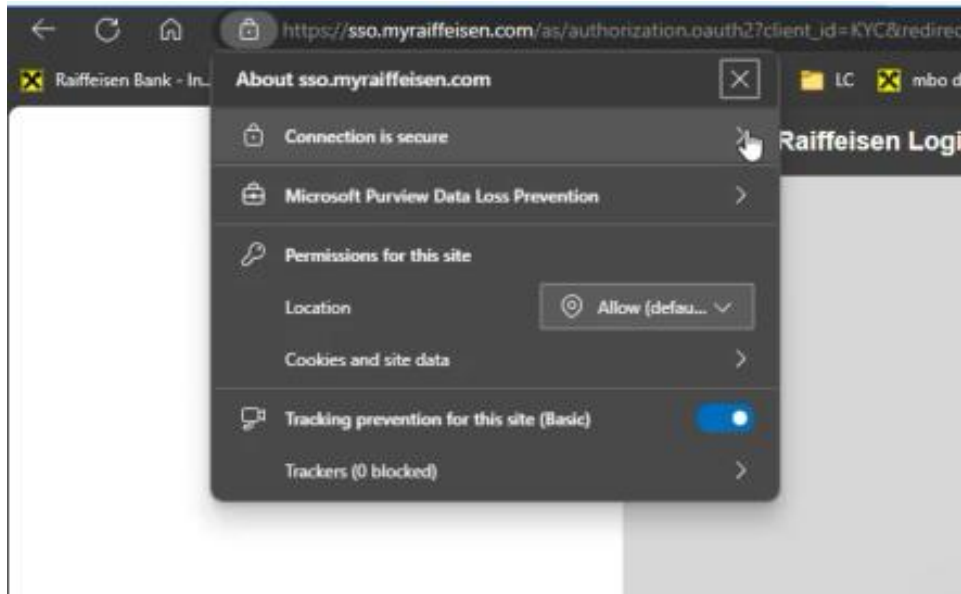 https://sso.myraiffeisen.com/as/authorization.oauth2?client_id=KYC&redirec
Raiffeisen Bank - In...
LC
mbo d
About sso.myraiffeisen.com
Raiffeisen Logi
Connection is secure
Microsoft Purview Data Loss Prevention
Permissions for this site
Location
Allow (defau...
Cookies and site data
Tracking prevention for this site (Basic)
Trackers (0 blocked)